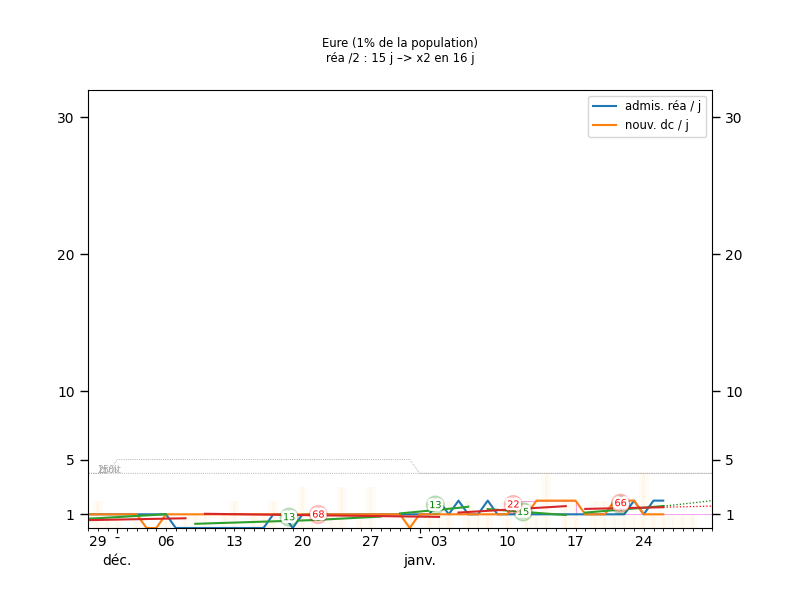 Eure (1% de la population)
réa /2 : 15 j –> x2 en 16 j
admis. réa / j
nouv. dc / j
30 30
20 20
10 10
5 5
1 1
13 68 13 22 15 66
29 - 06 13 20 27 - 03 10 17 24
déc. janv.